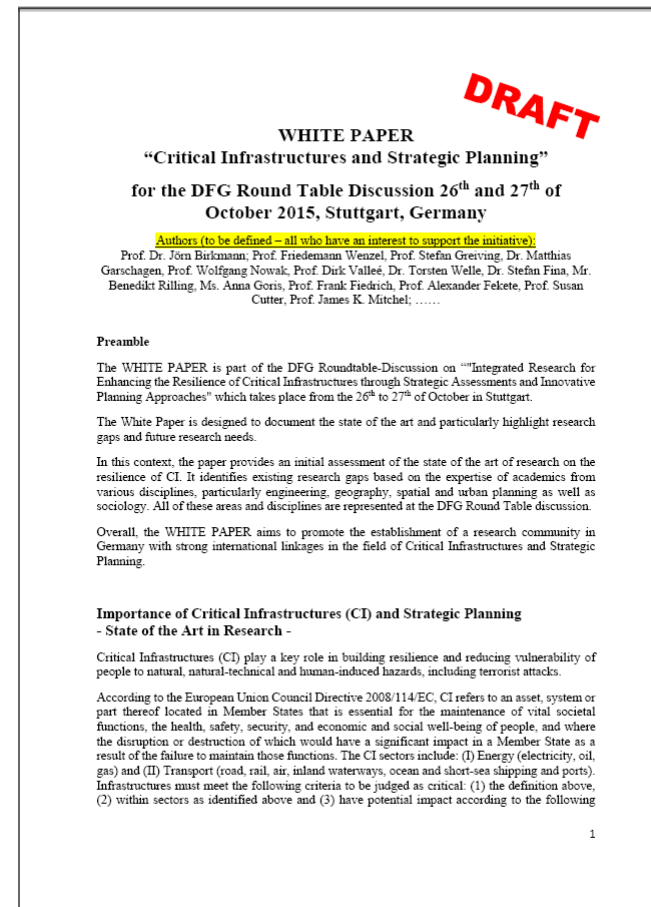 DRAFT
WHITE PAPER
“Critical Infrastructures and Strategic Planning”
for the DFG Round Table Discussion 26th and 27th of
October 2015, Stuttgart, Germany
Authors (to be defined – all who have an interest to support the initiative):
Prof. Dr. Jörn Birkmann; Prof. Friedemann Wenzel, Prof. Stefan Greiving, Dr. Matthias
Garschagen, Prof. Wolfgang Nowak, Prof. Dirk Valleé, Dr. Torsten Welle, Dr. Stefan Fina, Mr.
Benedikt Rilling, Ms. Anna Goris, Prof. Frank Fiedrich, Prof. Alexander Fekete, Prof. Susan
Cutter, Prof. James K. Mitchel; ……
Preamble
The WHITE PAPER is part of the DFG Roundtable-Discussion on “"Integrated Research for
Enhancing the Resilience of Critical Infrastructures through Strategic Assessments and Innovative
Planning Approaches" which takes place from the 26th to 27th of October in Stuttgart.
The White Paper is designed to document the state of the art and particularly highlight research
gaps and future research needs.
In this context, the paper provides an initial assessment of the state of the art of research on the
resilience of CI. It identifies existing research gaps based on the expertise of academics from
various disciplines, particularly engineering, geography, spatial and urban planning as well as
sociology. All of these areas and disciplines are represented at the DFG Round Table discussion.
Overall, the WHITE PAPER aims to promote the establishment of a research community in
Germany with strong international linkages in the field of Critical Infrastructures and Strategic
Planning.
Importance of Critical Infrastructures (CI) and Strategic Planning
- State of the Art in Research -
Critical Infrastructures (CI) play a key role in building resilience and reducing vulnerability of
people to natural, natural-technical and human-induced hazards, including terrorist attacks.
According to the European Union Council Directive 2008/114/EC, CI refers to an asset, system or
part thereof located in Member States that is essential for the maintenance of vital societal
functions, the health, safety, security, and economic and social well-being of people, and where
the disruption or destruction of which would have a significant impact in a Member State as a
result of the failure to maintain those functions. The CI sectors include: (I) Energy (electricity, oil,
gas) and (II) Transport (road, rail, air, inland waterways, ocean and short-sea shipping and ports).
Infrastructures must meet the following criteria to be judged as critical: (1) the definition above,
(2) within sectors as identified above and (3) have potential impact according to the following
1